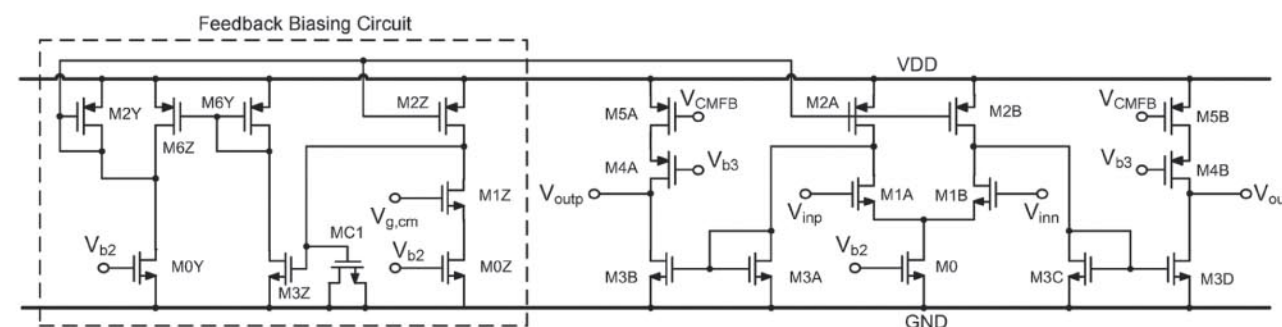 Feedback Biasing Circuit
VDD
M2Y
M6Y
M6Z
M2Z
M5A
VCMFB
M2A
M2B
VCMFB
M5B
M4A
Vb3
Vb3
M4B
Voutp
M1Z
Vg,cm
M1A
M1B
Vinp
Vinn
Vou
Vb2
M0Y
MC1
Vb2
M0Z
M3Z
M3B
M3A
Vb2
M0
M3C
M3D
GND